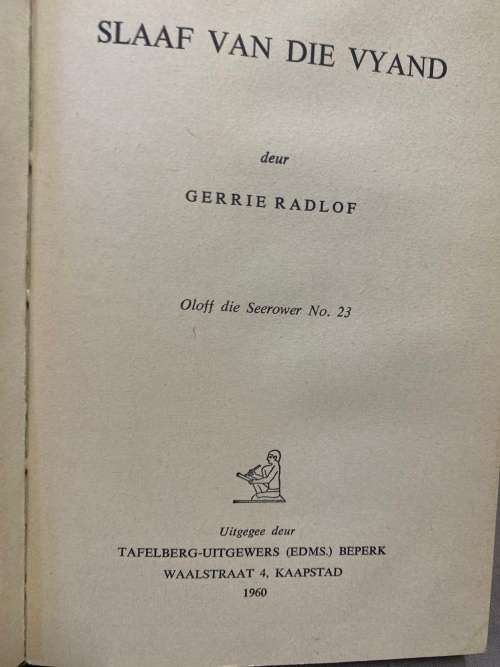 SLAAF VAN DIE VYAND
deur
GERRIE RADLOF
Oloff die Seerower No. 23
Uitgegee deur
TAFELBERG-UITGEWERS (EDMS.) BEPERK
WAALSTRAAT 4, KAAPSTAD
1960